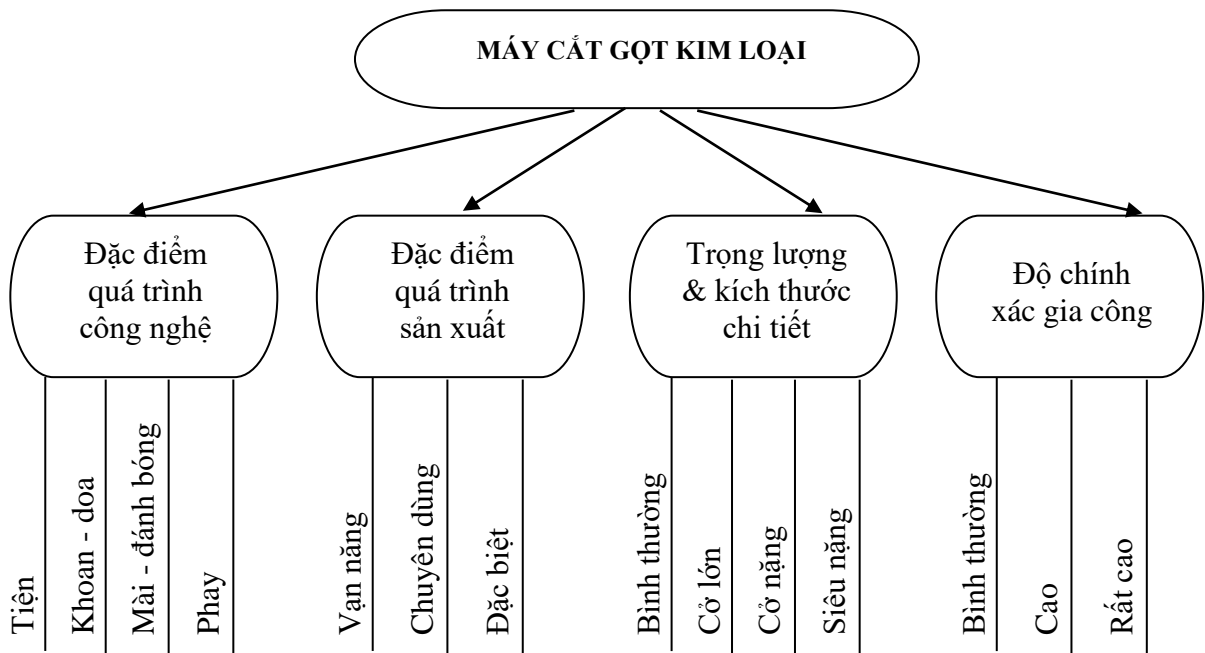 MÁY CẮT GỌT KIM LOẠI
Đặc điểm
quá trình
công nghệ
Đặc điểm
quá trình
sản xuất
Trọng lượng
& kích thước
chi tiết
Độ chính
xác gia công
Tiện
Khoan - doa
Mài - đánh bóng
Phay
Vạn năng
Chuyên dùng
Đặc biệt
Bình thường
Cở lớn
Cở nặng
Siêu nặng
Bình thường
Cao
Rất cao